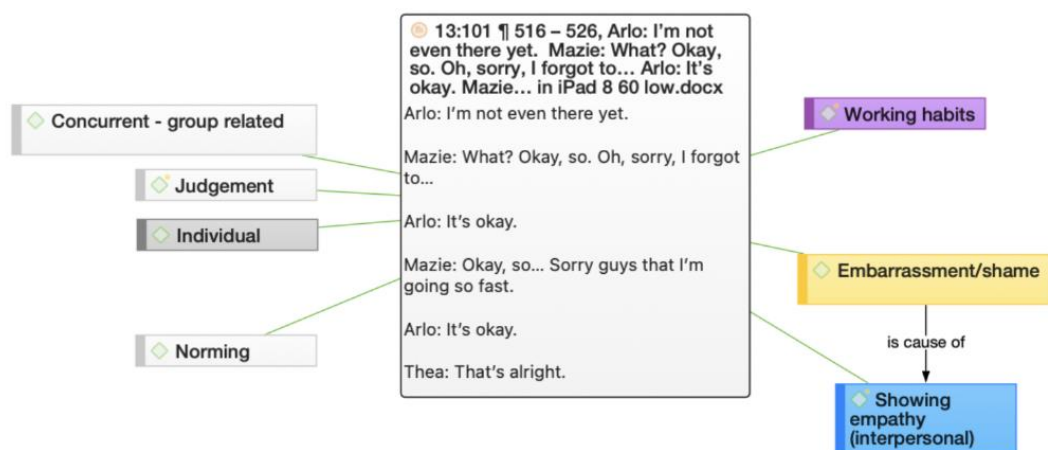 13:101 ¶ 516 – 526, Arlo: I'm not
even there yet.  Mazie: What? Okay,
so. Oh, sorry, I forgot to… Arlo: It's
okay. Mazie… in iPad 8 60 low.docx
Arlo: I'm not even there yet.
Mazie: What? Okay, so. Oh, sorry, I forgot
to…
Arlo: It's okay.
Mazie: Okay, so… Sorry guys that I'm
going so fast.
Arlo: It's okay.
Thea: That's alright.
Concurrent - group related
Judgement
Individual
Norming
Working habits
Embarrassment/shame
is cause of
Showing
empathy
(interpersonal)